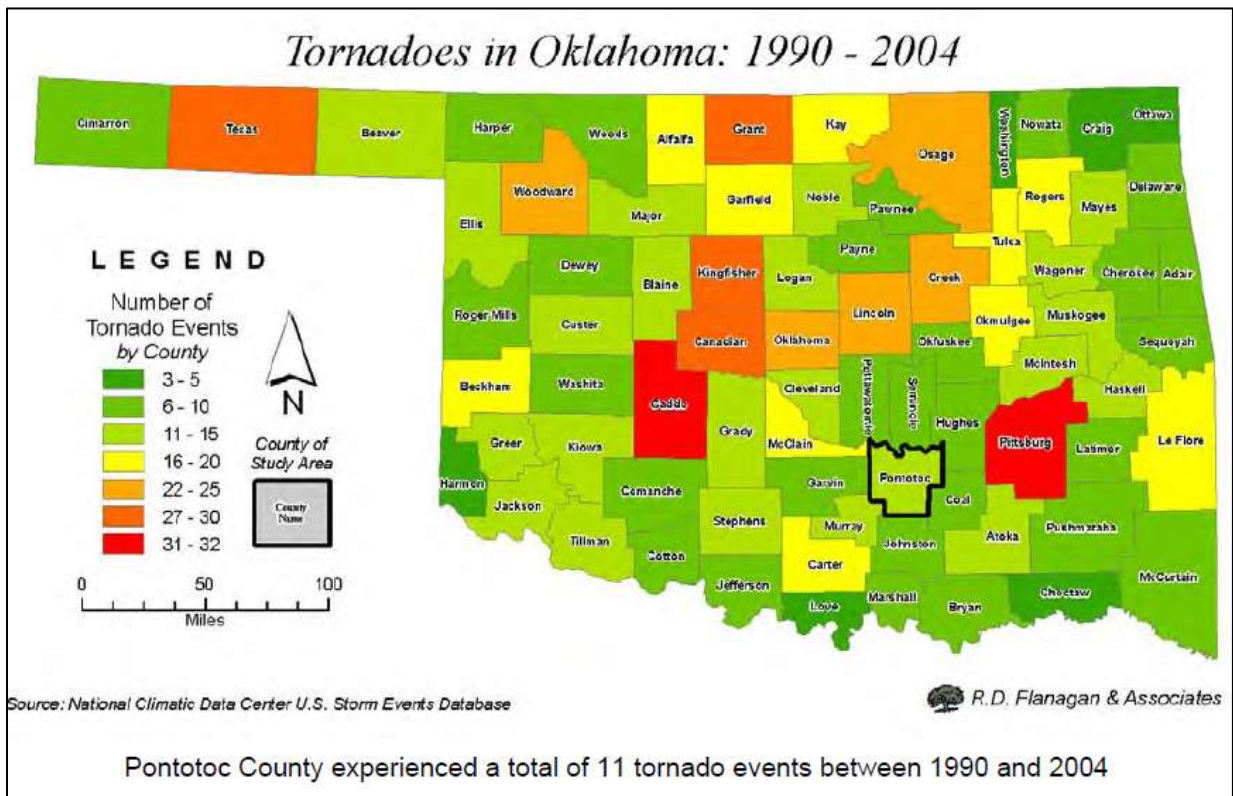 Tornadoes in Oklahoma: 1990 - 2004
Cimarron
Texas
Beaver
Harper
Woods
Alfalfa
Grant
Kay
Osage
Washington
Nowata
Craig
Ottawa
Woodward
Ellis
Major
Garfield
Noble
Pawnee
Rogers
Mayes
Delaware
Tulsa
Dewey
Blaine
Kingfisher
Logan
Payne
Creek
Wagoner
Cherokee
Adair
Roger Mills
Custer
Canadian
Oklahoma
Lincoln
Okmulgee
Muskogee
Okfuskee
Sequoyah
McIntosh
Haskell
Beckham
Washita
Caddo
Cleveland
Pottawatomie
Seminole
Hughes
Pittsburg
Latimer
Le Flore
Grady
McClain
Greer
Kiowa
Harmon
Jackson
Comanche
Garvin
Pontotoc
Coal
Tillman
Stephens
Murray
Johnston
Atoka
Pushmataha
Cotton
Carter
McCurtain
Jefferson
Love
Marshall
Bryan
Choctaw
LEGEND
Number of
Tornado Events
by County
3 - 5
6 - 10
11 - 15
16 - 20
22 - 25
27 - 30
31 - 32
N
County of
Study Area
County
Name
0 50 100
Miles
Source: National Climatic Data Center U.S. Storm Events Database
R.D. Flanagan & Associates
Pontotoc County experienced a total of 11 tornado events between 1990 and 2004